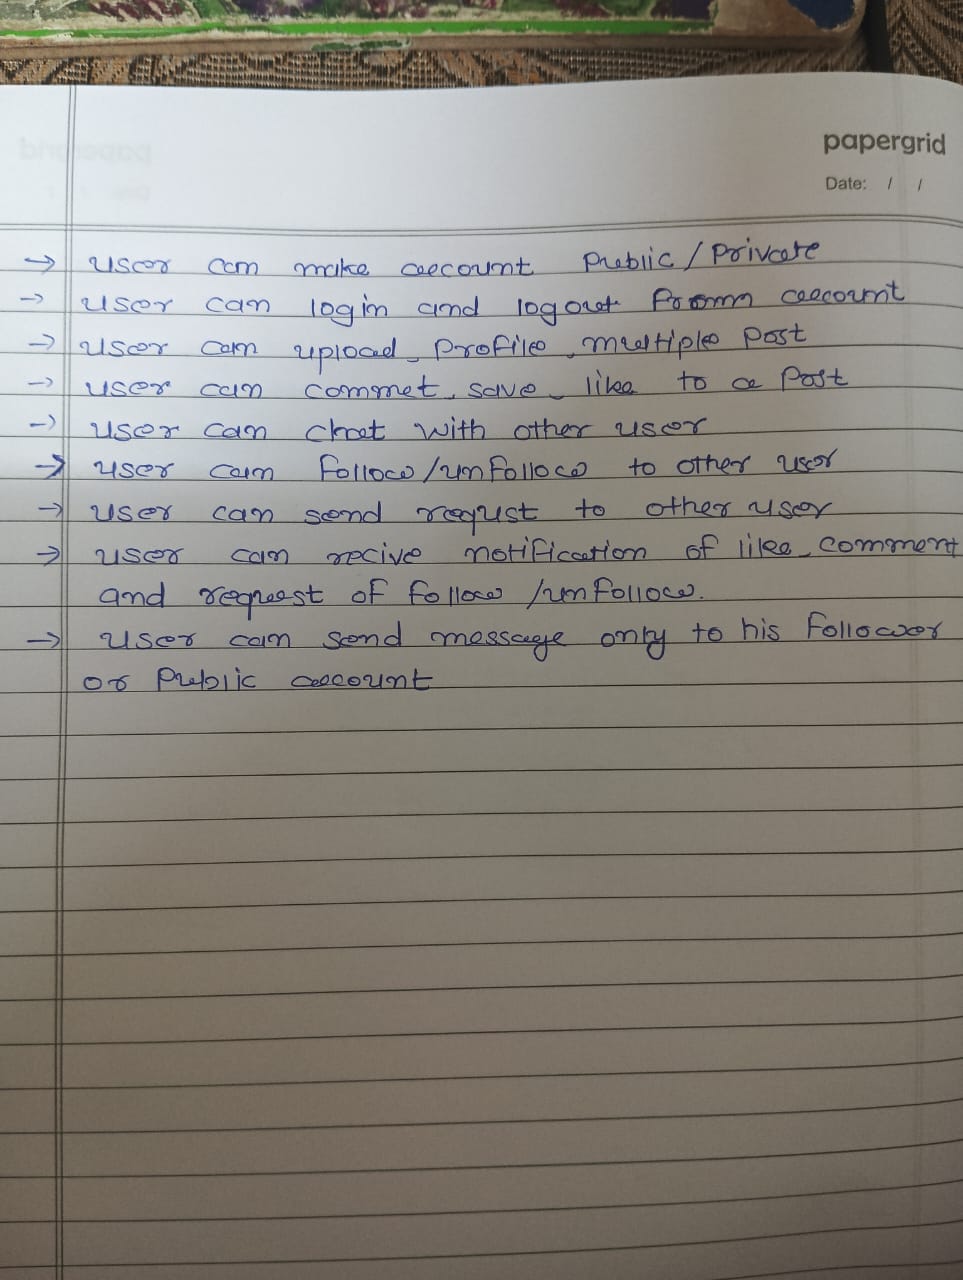 papergrid
Date: / /
→ user can make account Public / Private
→ user can login and logout from account
→ user can upload, Profile, multiple Post
→ user can commet, save, like to a Post
→ user can chat with other user
→ user can follow/unfollow to other user
→ user can send requst to other user
→ user can recive notification of like, comment
and request of follow /unfollow.
→ user can send message only to his follower
or Public account